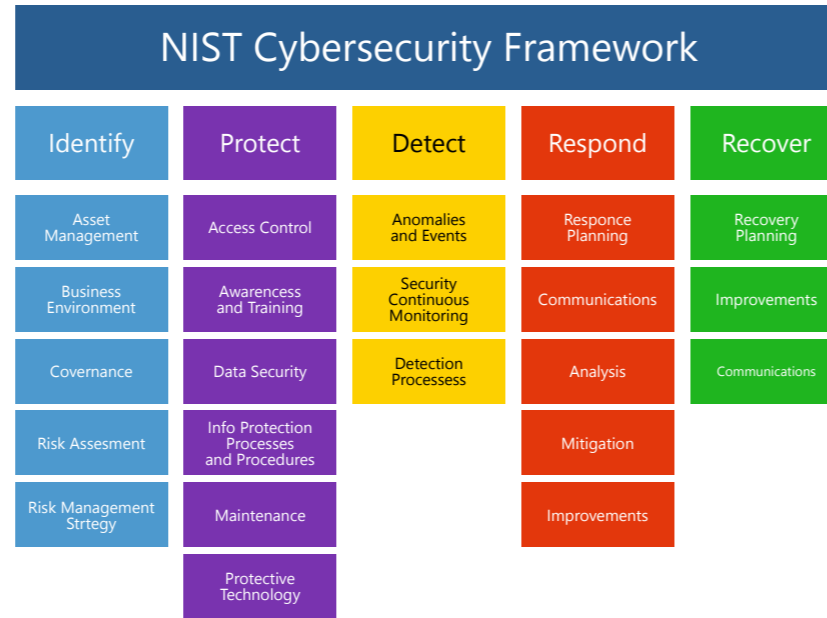 NIST Cybersecurity Framework
Identify
Protect
Detect
Respond
Recover
Asset
Management
Business
Environment
Covernance
Risk Assesment
Risk Management
Strtegy
Access Control
Awarencess
and Training
Data Security
Info Protection
Processes
and Procedures
Maintenance
Protective
Technology
Anomalies
and Events
Security
Continuous
Monitoring
Detection
Processess
Responce
Planning
Communications
Analysis
Mitigation
Improvements
Recovery
Planning
Improvements
Communications